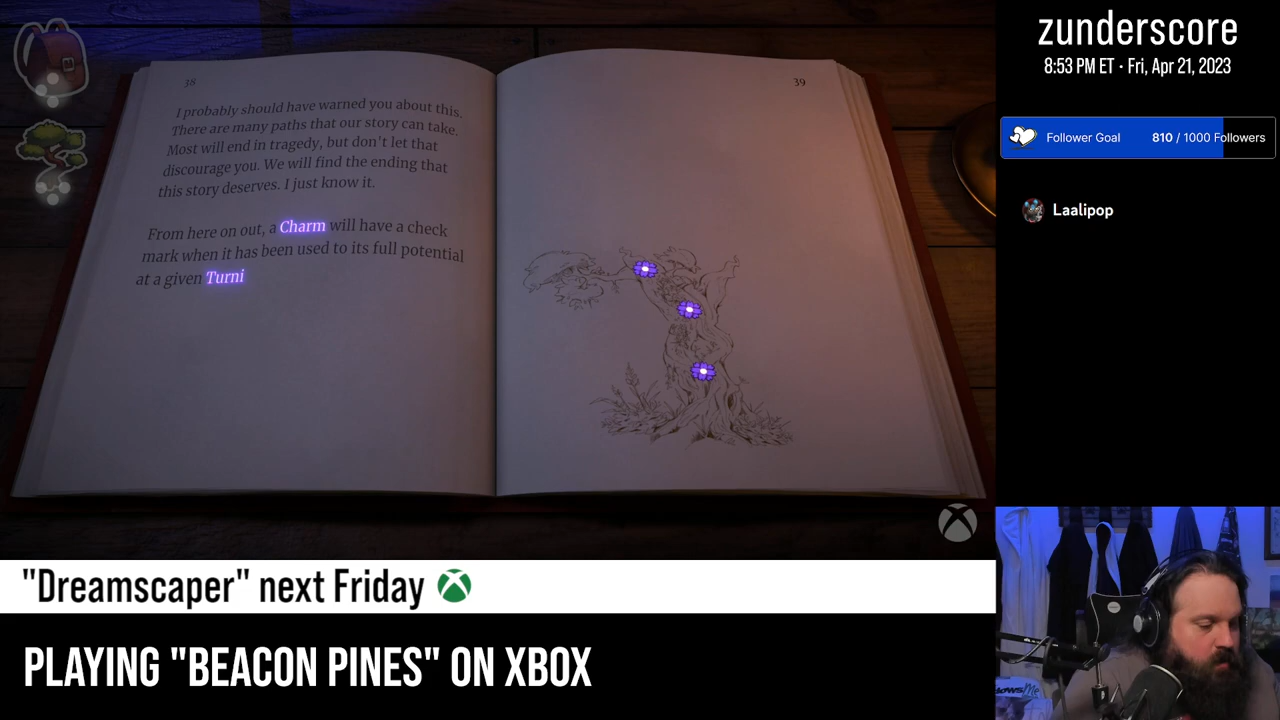 38
I probably should have warned you about this.
There are many paths that our story can take.
Most will end in tragedy, but don't let that
discourage you. We will find the ending that
this story deserves. I just know it.
From here on out, a Charm will have a check
mark when it has been used to its full potential
at a given Turni
39
zunderscore
8:53 PM ET · Fri, Apr 21, 2023
Follower Goal 810 / 1000 Followers
Laalipop
"Dreamscaper" next Friday
PLAYING "BEACON PINES" ON XBOX